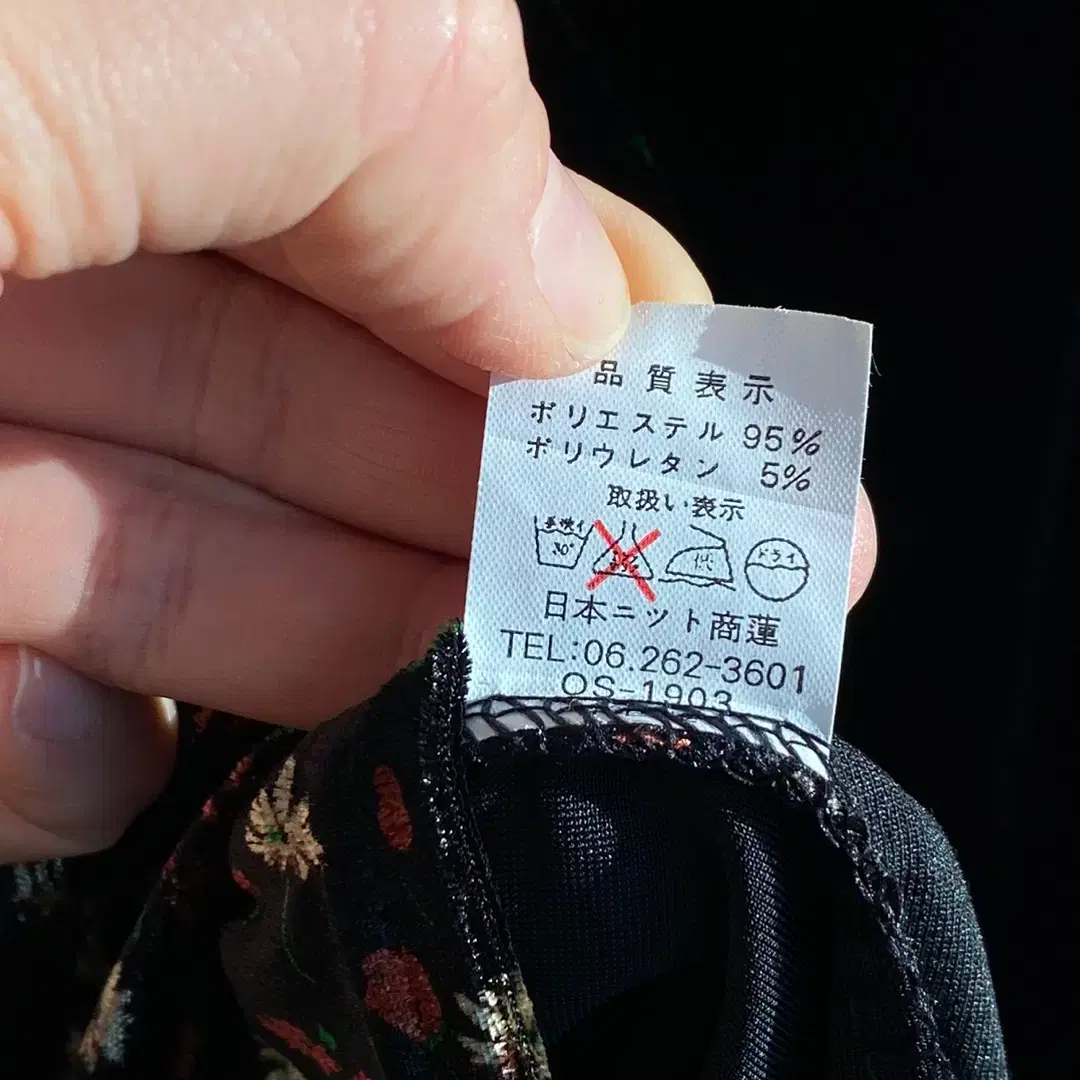 品質表示
ポリエステル 95%
ポリウレタン 5%
取扱い表示
手洗イ 30° 低 ドライ
日本ニット商蓮
TEL:06.262-3601
OS-1903